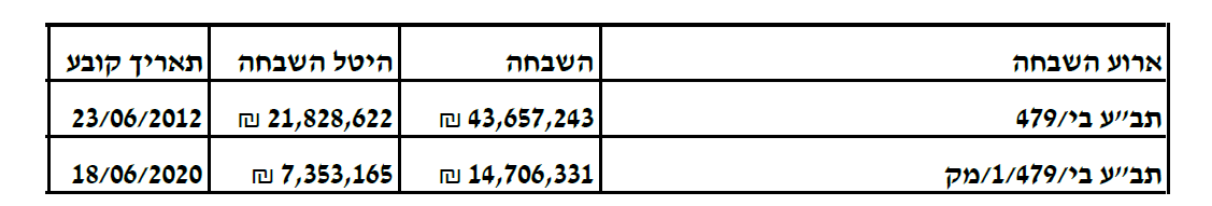 ארוע השבחה השבחה היטל השבחה תאריך קובע
תב״ע בי/479 43,657,243 ₪ 21,828,622 ₪ 23/06/2012
תב״ע בי/1/479/מק 14,706,331 ₪ 7,353,165 ₪ 18/06/2020